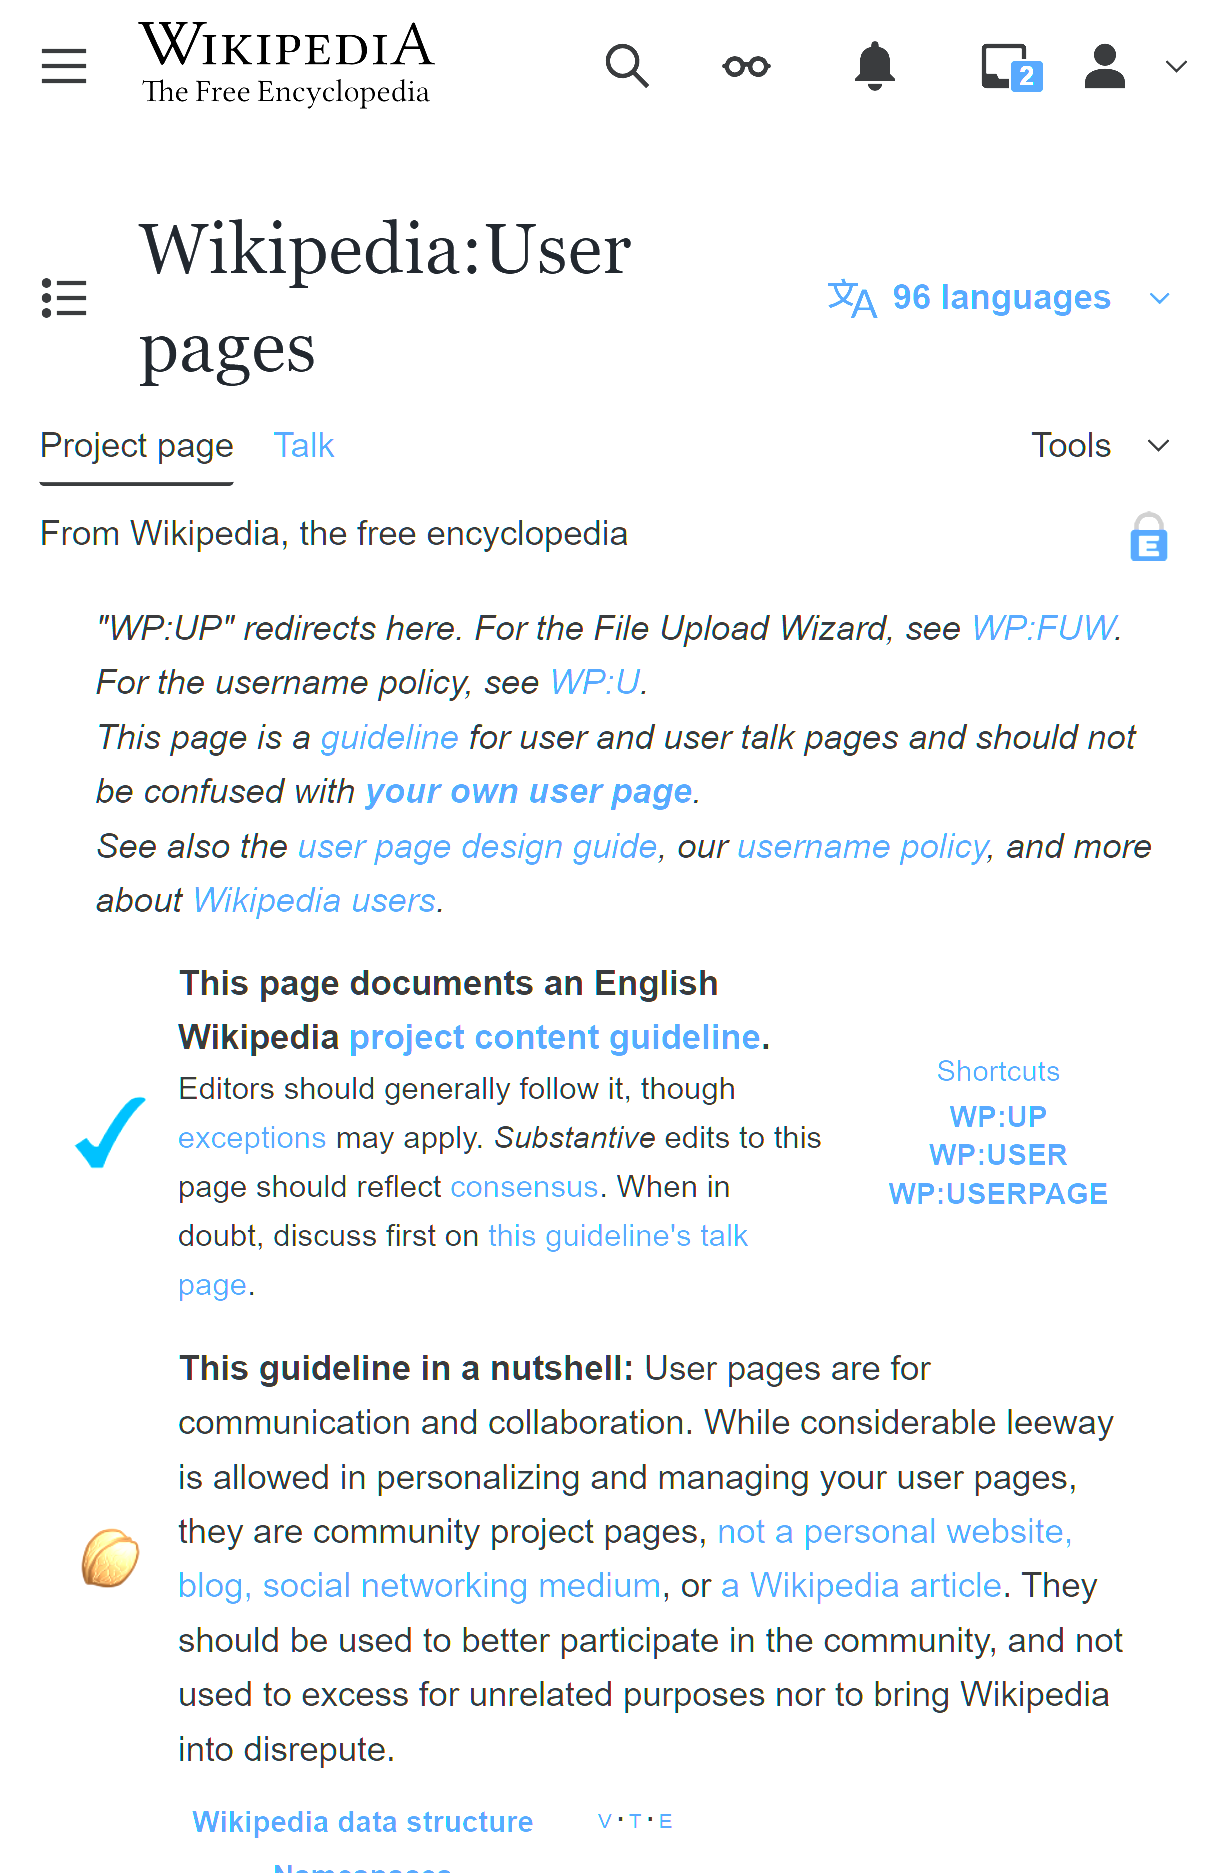 WIKIPEDIA
The Free Encyclopedia
2
Wikipedia:User
pages
文A 96 languages
Project page Talk Tools
From Wikipedia, the free encyclopedia
E
"WP:UP" redirects here. For the File Upload Wizard, see WP:FUW.
For the username policy, see WP:U.
This page is a guideline for user and user talk pages and should not
be confused with your own user page.
See also the user page design guide, our username policy, and more
about Wikipedia users.
This page documents an English
Wikipedia project content guideline.
Editors should generally follow it, though
exceptions may apply. Substantive edits to this
page should reflect consensus. When in
doubt, discuss first on this guideline's talk
page.
Shortcuts
WP:UP
WP:USER
WP:USERPAGE
This guideline in a nutshell: User pages are for
communication and collaboration. While considerable leeway
is allowed in personalizing and managing your user pages,
they are community project pages, not a personal website,
blog, social networking medium, or a Wikipedia article. They
should be used to better participate in the community, and not
used to excess for unrelated purposes nor to bring Wikipedia
into disrepute.
Wikipedia data structure V · T · E
Namespaces